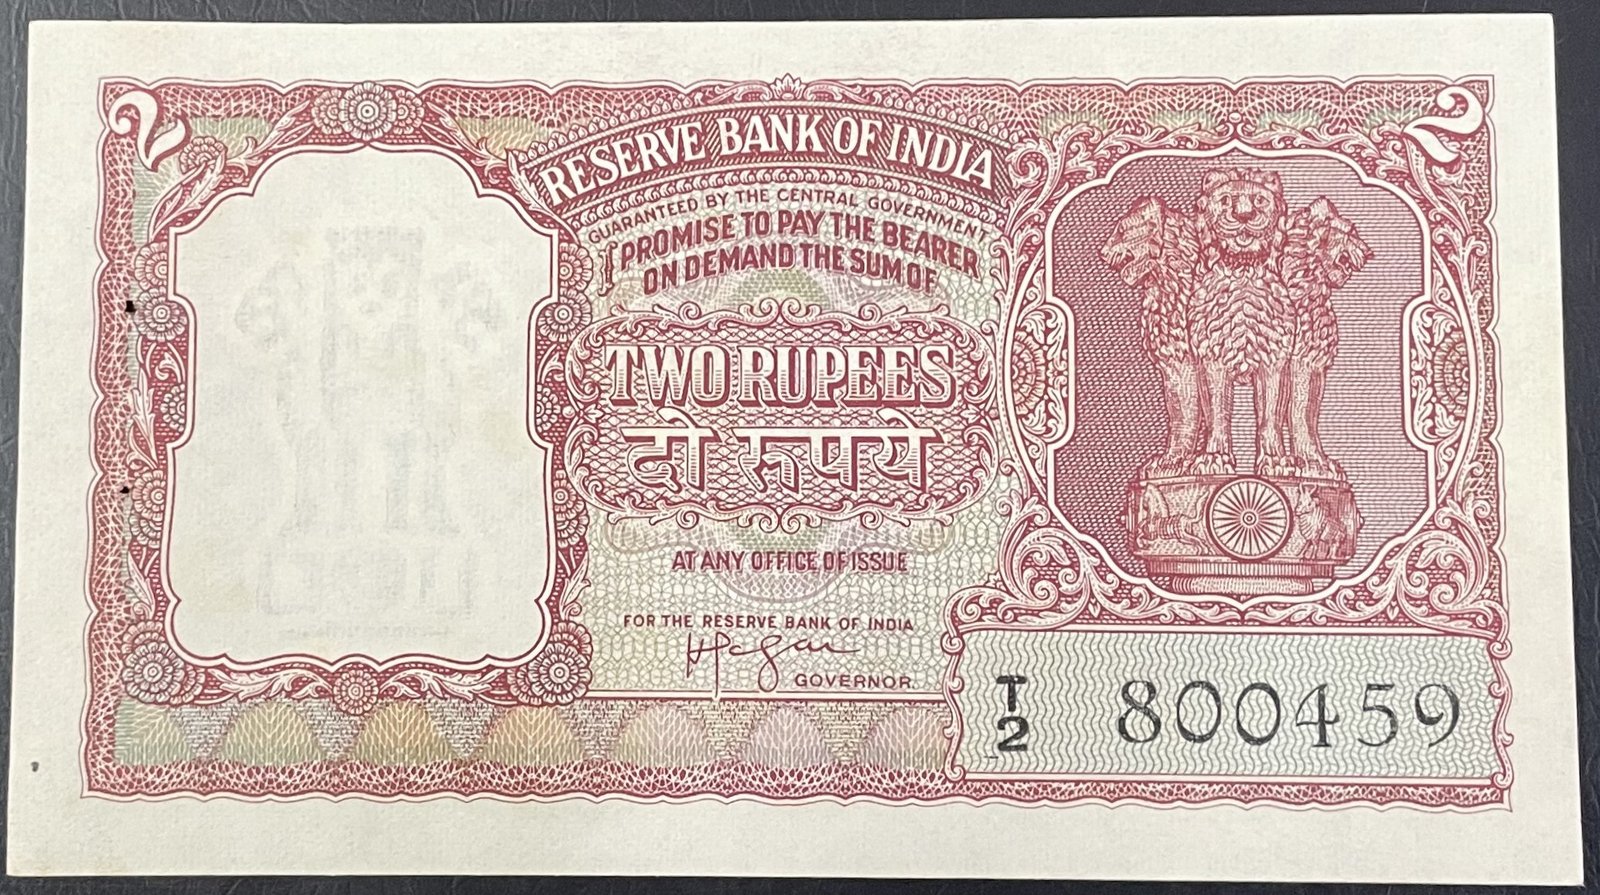 २ 2
RESERVE BANK OF INDIA
GUARANTEED BY THE CENTRAL GOVERNMENT
I PROMISE TO PAY THE BEARER
ON DEMAND THE SUM OF
TWO RUPEES
दो रूपये
AT ANY OFFICE OF ISSUE
FOR THE RESERVE BANK OF INDIA
GOVERNOR.
T/2 800459